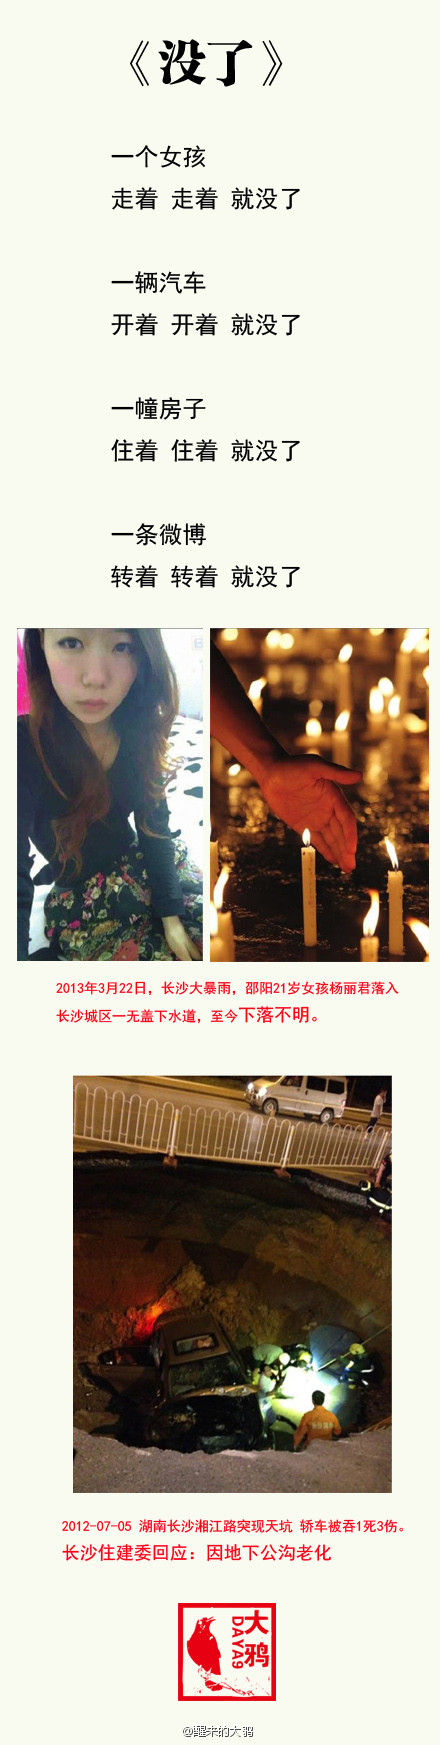 《没了》
一个女孩
走着 走着 就没了
一辆汽车
开着 开着 就没了
一幢房子
住着 住着 就没了
一条微博
转着 转着 就没了
2013年3月22日，长沙大暴雨，邵阳21岁女孩杨丽君落入
长沙城区一无盖下水道，至今下落不明。
2012-07-05 湖南长沙湘江路突现天坑 轿车被吞1死3伤。
长沙住建委回应：因地下公沟老化
大鸦
DAYA9
@醒来的大鸦